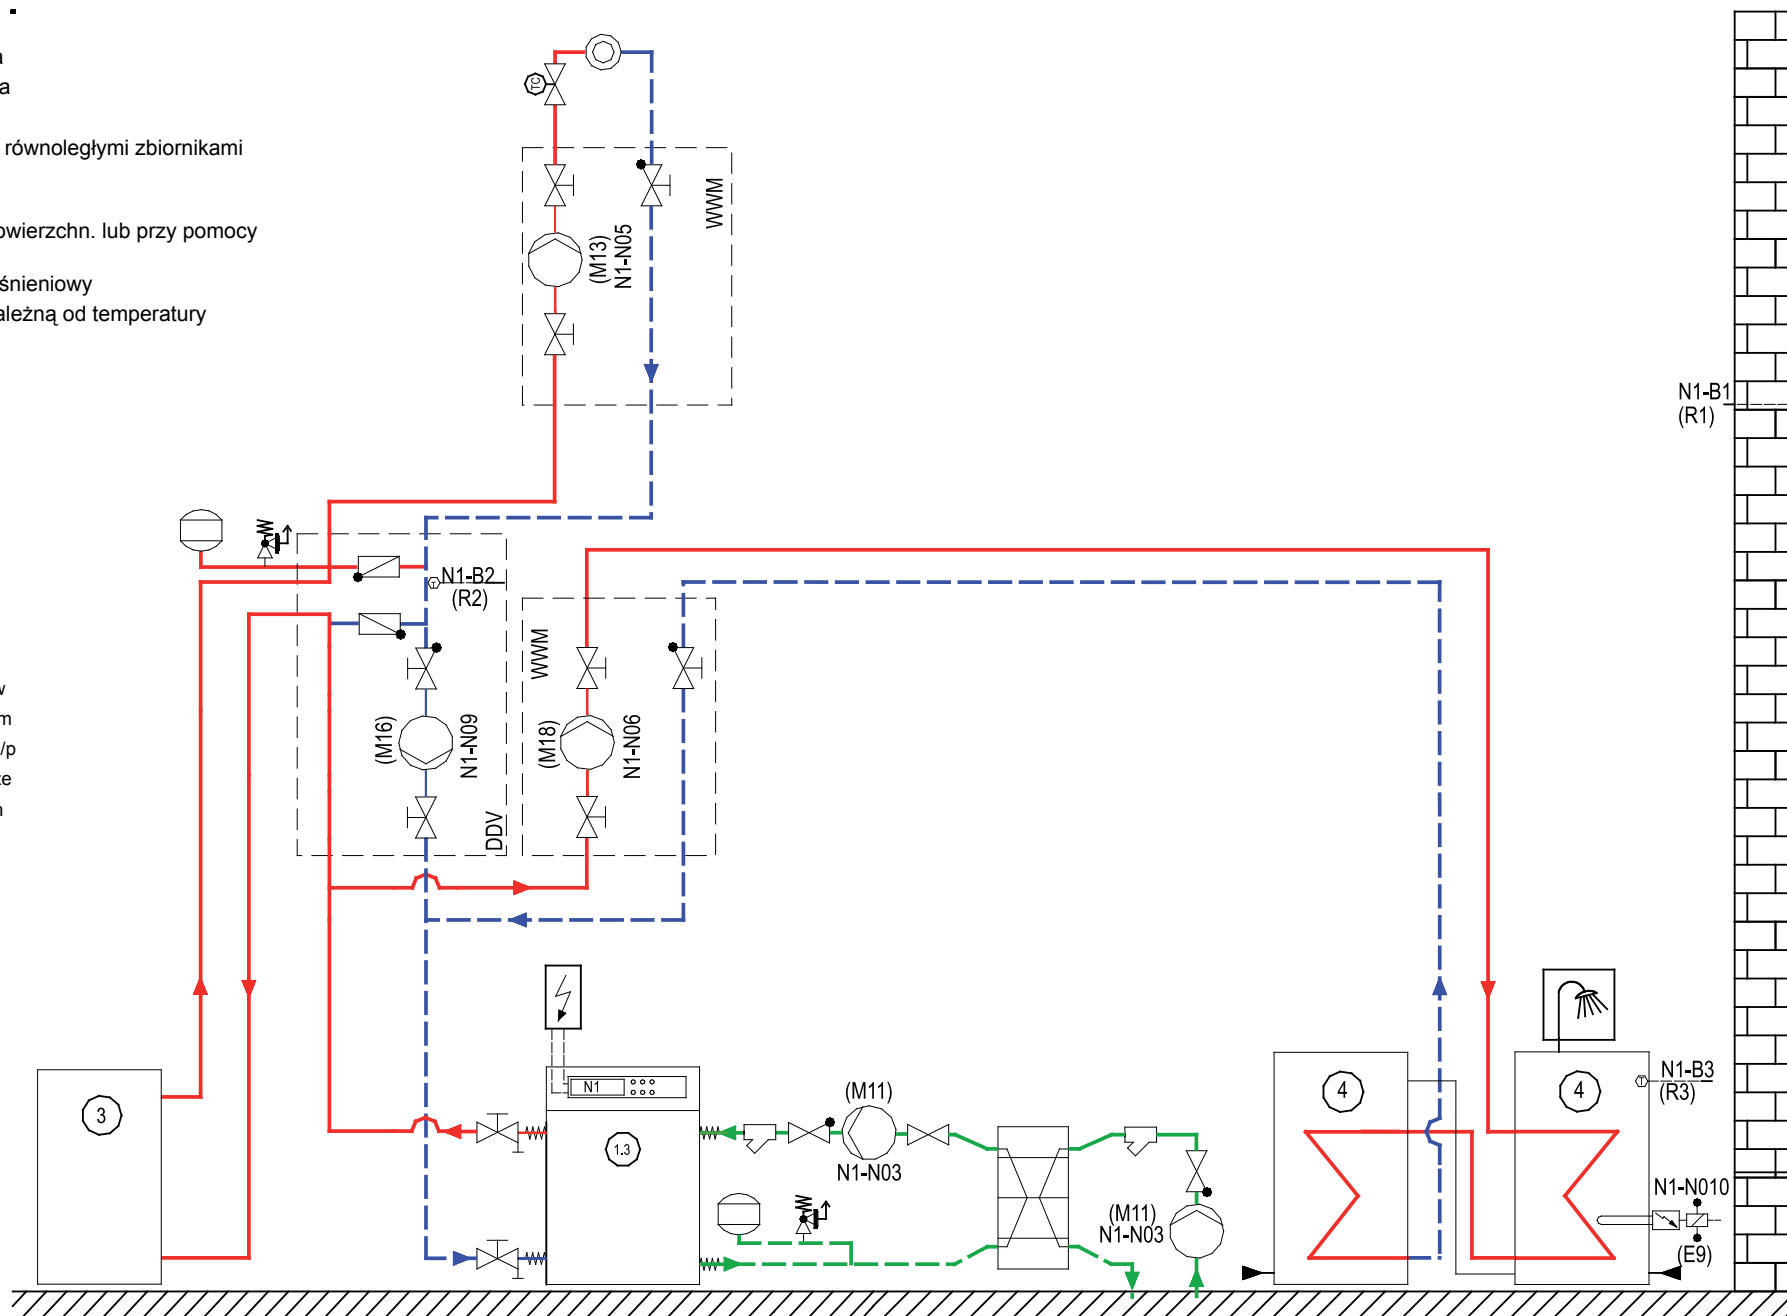 a
a
równoległymi zbiornikami
owierzchn. lub przy pomocy
śnieniowy
ależną od temperatury
w
m
/p
te
n
TC
WWM
(M13)
N1-N05
N1-B1
(R1)
N1-B2
(R2)
T
WWM
(M16)
N1-N09
(M18)
N1-N06
DDV
N1
3
1.3
(M11)
N1-N03
(M11)
N1-N03
4
4
T
N1-B3
(R3)
N1-N010
(E9)